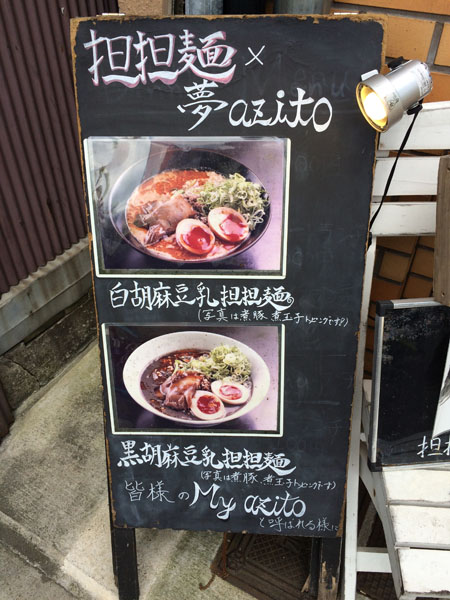 担担麺×
夢azito
白胡麻豆乳担担麺。
(写真は煮豚、煮玉子トッピングです♪)
黒胡麻豆乳担担麺
(写真は煮豚、煮玉子トッピングです)
皆様のMy azito
と呼ばれる様に
担担